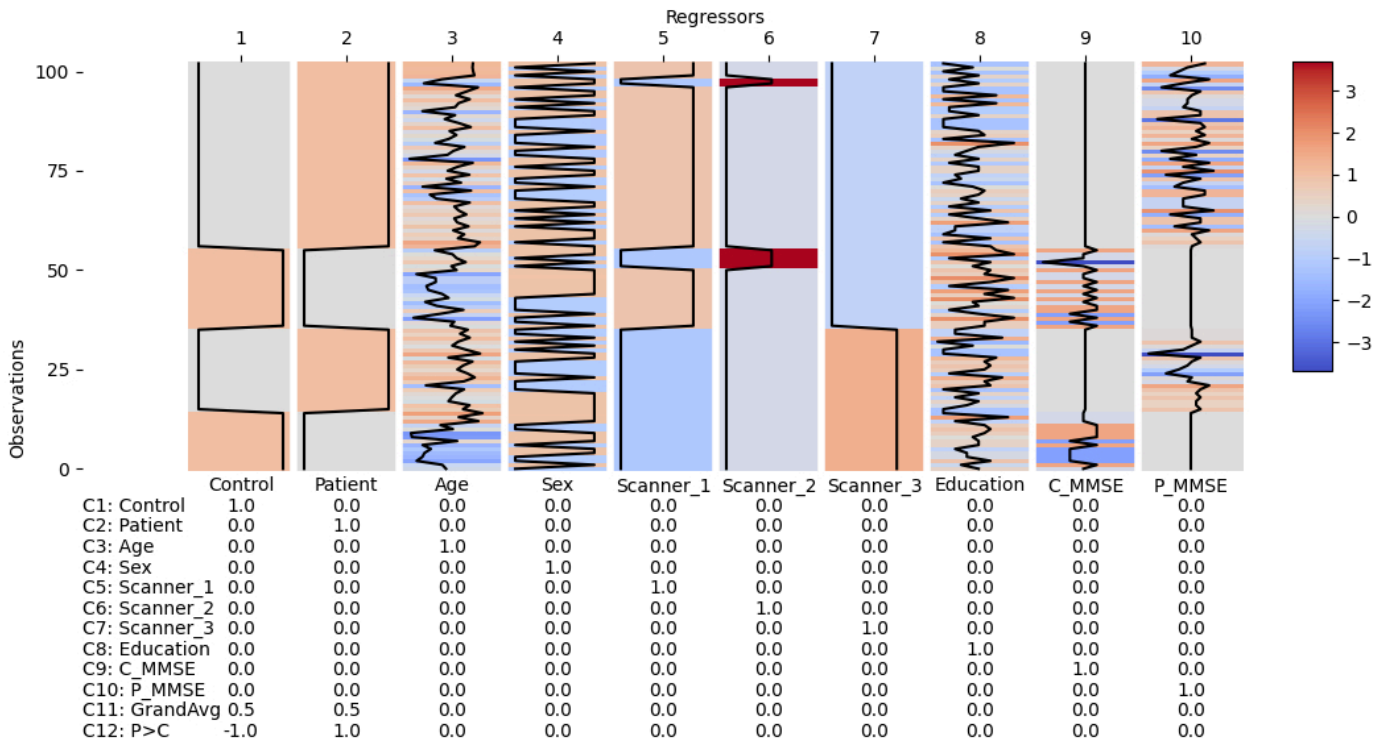 Regressors
1 2 3 4 5 6 7 8 9 10
100
75
50
25
0
Observations
3
2
1
0
−1
−2
−3
Control Patient Age Sex Scanner_1 Scanner_2 Scanner_3 Education C_MMSE P_MMSE
C1: Control 1.0 0.0 0.0 0.0 0.0 0.0 0.0 0.0 0.0 0.0
C2: Patient 0.0 1.0 0.0 0.0 0.0 0.0 0.0 0.0 0.0 0.0
C3: Age 0.0 0.0 1.0 0.0 0.0 0.0 0.0 0.0 0.0 0.0
C4: Sex 0.0 0.0 0.0 1.0 0.0 0.0 0.0 0.0 0.0 0.0
C5: Scanner_1 0.0 0.0 0.0 0.0 1.0 0.0 0.0 0.0 0.0 0.0
C6: Scanner_2 0.0 0.0 0.0 0.0 0.0 1.0 0.0 0.0 0.0 0.0
C7: Scanner_3 0.0 0.0 0.0 0.0 0.0 0.0 1.0 0.0 0.0 0.0
C8: Education 0.0 0.0 0.0 0.0 0.0 0.0 0.0 1.0 0.0 0.0
C9: C_MMSE 0.0 0.0 0.0 0.0 0.0 0.0 0.0 0.0 1.0 0.0
C10: P_MMSE 0.0 0.0 0.0 0.0 0.0 0.0 0.0 0.0 0.0 1.0
C11: GrandAvg 0.5 0.5 0.0 0.0 0.0 0.0 0.0 0.0 0.0 0.0
C12: P>C -1.0 1.0 0.0 0.0 0.0 0.0 0.0 0.0 0.0 0.0